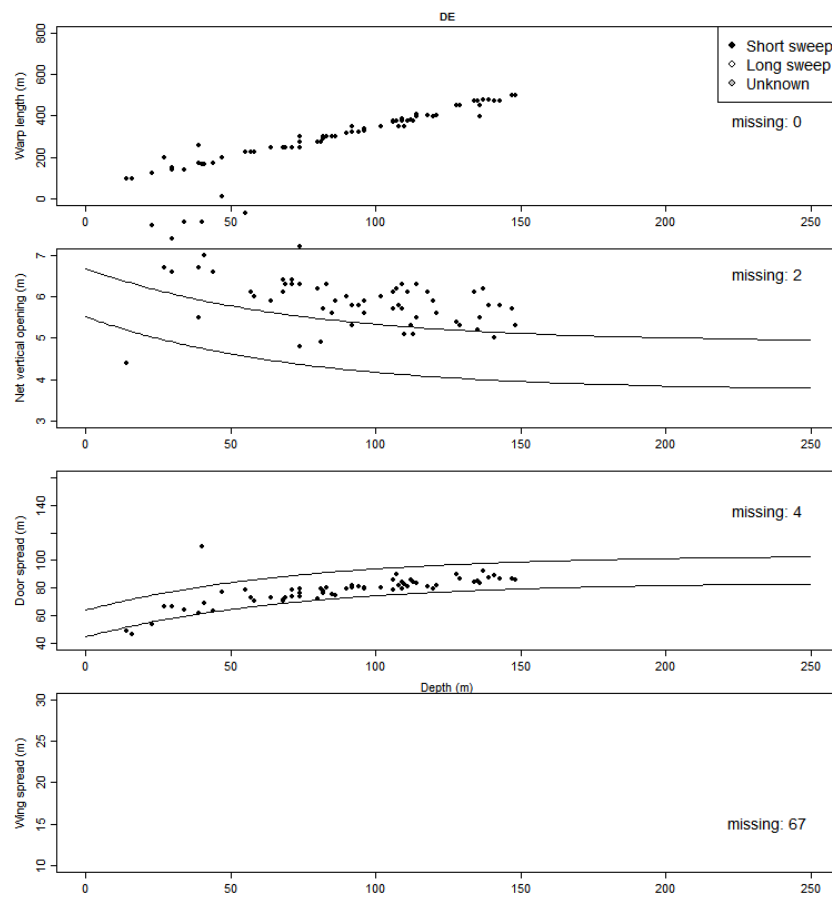 DE
Warp length (m)
800
600
400
200
0
Short sweep
Long sweep
Unknown
missing: 0
0 50 100 150 200 250
Net vertical opening (m)
7
6
5
4
3
missing: 2
0 50 100 150 200 250
Door spread (m)
140
100
80
60
40
missing: 4
0 50 100 150 200 250
Depth (m)
Wing spread (m)
30
25
20
15
10
missing: 67
0 50 100 150 200 250